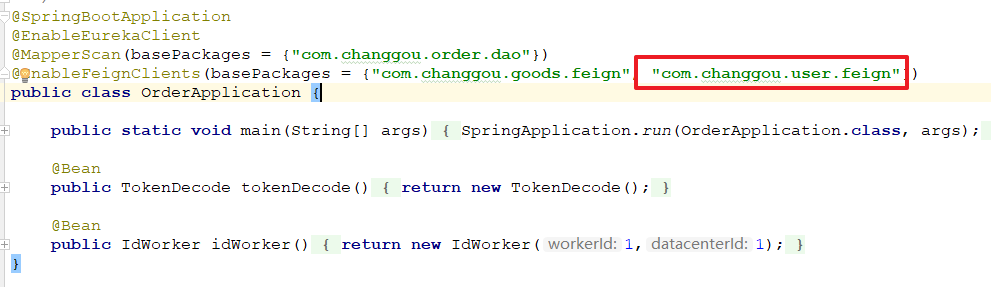 @SpringBootApplication
@EnableEurekaClient
@MapperScan(basePackages = {"com.changgou.order.dao"})
@EnableFeignClients(basePackages = {"com.changgou.goods.feign", "com.changgou.user.feign"})
public class OrderApplication {
public static void main(String[] args) { SpringApplication.run(OrderApplication.class, args);
@Bean
public TokenDecode tokenDecode() { return new TokenDecode(); }
@Bean
public IdWorker idWorker() { return new IdWorker( workerId: 1, datacenterId: 1); }
}